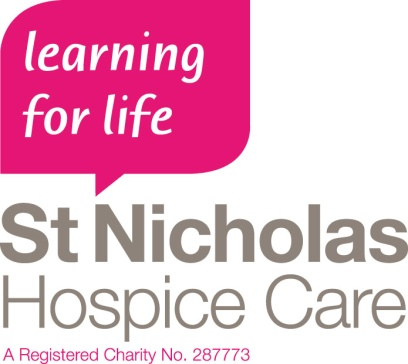 learning
for life
St Nicholas
Hospice Care
A Registered Charity No. 287773